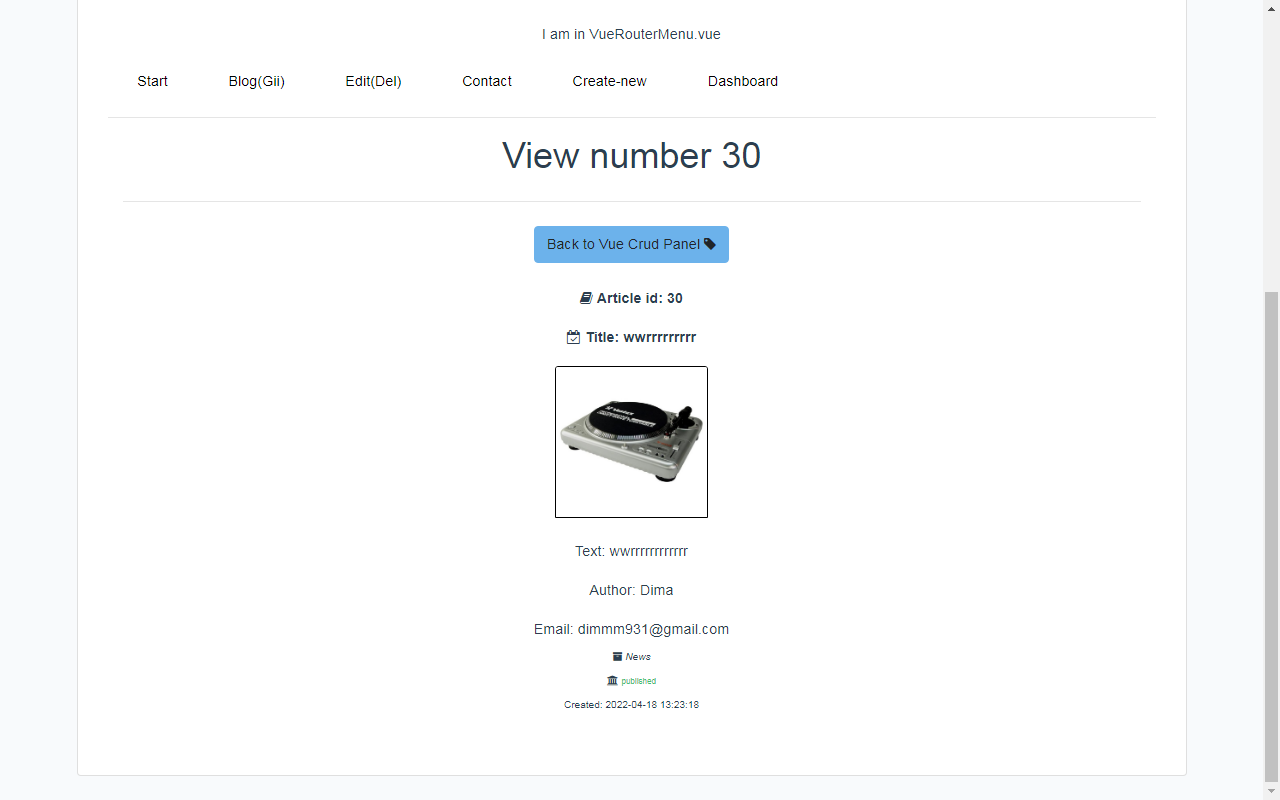 I am in VueRouterMenu.vue
Start Blog(Gii) Edit(Del) Contact Create-new Dashboard
View number 30
Back to Vue Crud Panel
Article id: 30
Title: wwrrrrrrrrr
Text: wwrrrrrrrrrrrr
Author: Dima
Email: dimmm931@gmail.com
News
published
Created: 2022-04-18 13:23:18